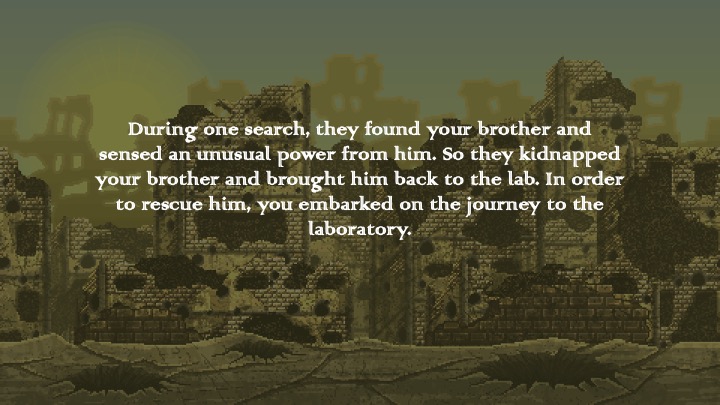 During one search, they found your brother and
sensed an unusual power from him. So they kidnapped
your brother and brought him back to the lab. In order
to rescue him, you embarked on the journey to the
laboratory.